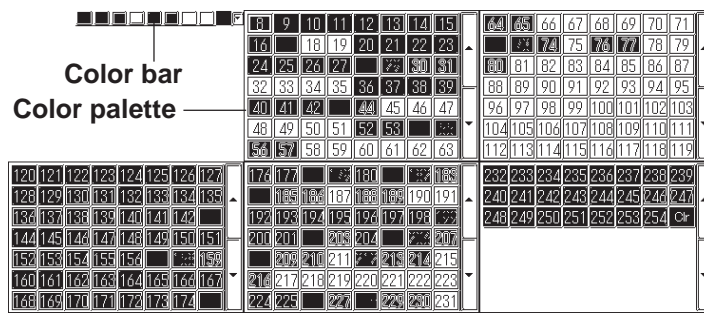 Color bar
Color palette
8 9 10 11 12 13 14 15
16 18 19 20 21 22 23
24 25 26 27 30 31
32 33 34 35 36 37 38 39
40 41 42 44 45 46 47
48 49 50 51 52 53
56 57 58 59 60 61 62 63
64 65 66 67 68 69 70 71
74 75 76 77 78 79
80 81 82 83 84 85 86 87
88 89 90 91 92 93 94 95
96 97 98 99 100 101 102 103
104 105 106 107 108 109 110 111
112 113 114 115 116 117 118 119
120 121 122 123 124 125 126 127
128 129 130 131 132 133 134 135
136 137 138 139 140 141 142
144 145 146 147 148 149 150 151
152 153 154 155 156 159
160 161 162 163 164 165 166 167
168 169 170 171 172 173 174
176 177 180 183
185 186 187 188 189 190 191
192 193 194 195 196 197 198
200 201 203 204 207
209 210 211 213 214 215
216 217 218 219 220 221 222 223
224 225 227 229 230 231
232 233 234 235 236 237 238 239
240 241 242 243 244 245 246 247
248 249 250 251 252 253 254 Clr